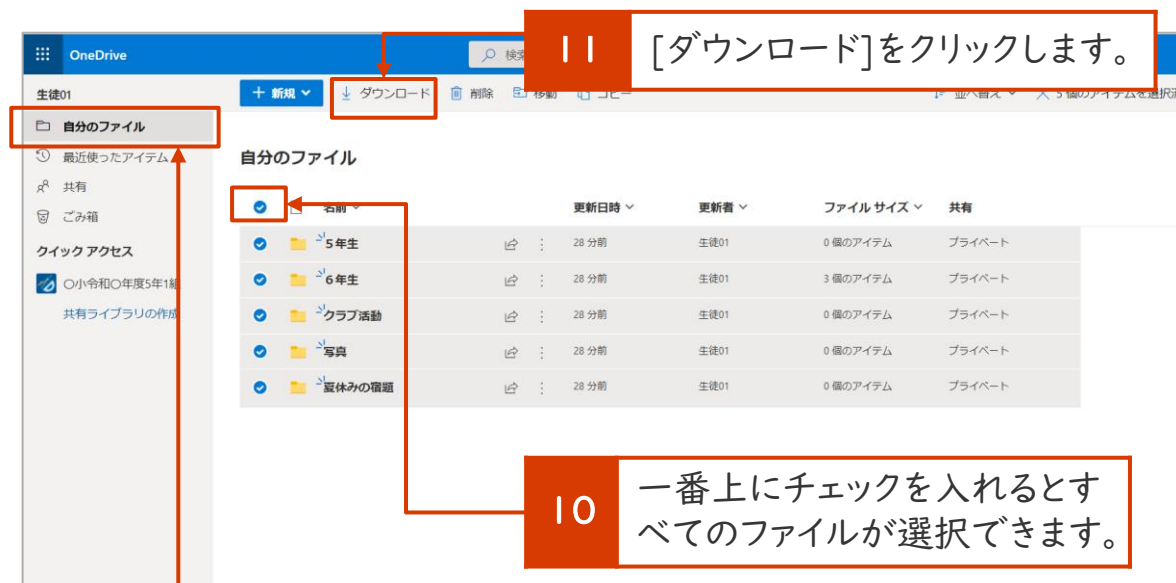 11 [ダウンロード]をクリックします。
OneDrive
生徒01
+ 新規 ダウンロード 削除 移動 コピー 並べ替え
自分のファイル
最近使ったアイテム
共有
ごみ箱
クイック アクセス
〇小令和〇年度5年1組
共有ライブラリの作成
自分のファイル
名前 更新日時 更新者 ファイル サイズ 共有
5年生 28 分前 生徒01 0 個のアイテム プライベート
6年生 28 分前 生徒01 3 個のアイテム プライベート
クラブ活動 28 分前 生徒01 0 個のアイテム プライベート
写真 28 分前 生徒01 0 個のアイテム プライベート
夏休みの宿題 28 分前 生徒01 0 個のアイテム プライベート
10 一番上にチェックを入れるとす
べてのファイルが選択できます。